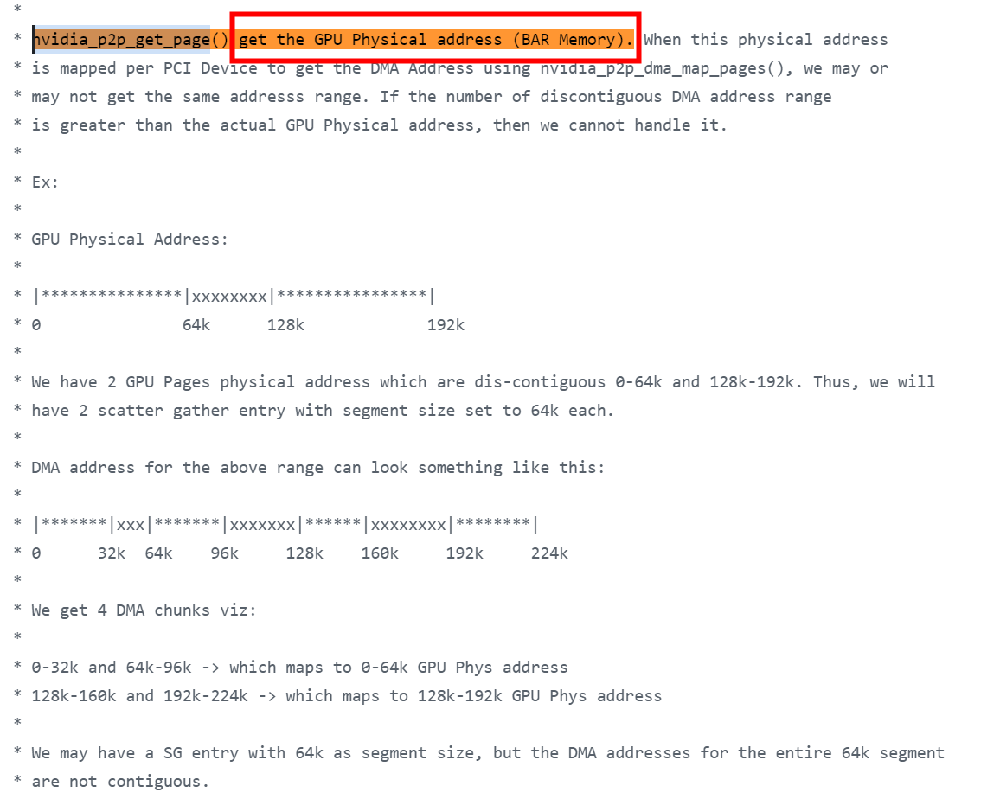 *
* nvidia_p2p_get_page() get the GPU Physical address (BAR Memory). When this physical address
* is mapped per PCI Device to get the DMA Address using nvidia_p2p_dma_map_pages(), we may or
* may not get the same addresss range. If the number of discontiguous DMA address range
* is greater than the actual GPU Physical address, then we cannot handle it.
*
* Ex:
*
* GPU Physical Address:
*
* |***************|xxxxxxxx|****************|
* 0               64k      128k             192k
*
* We have 2 GPU Pages physical address which are dis-contiguous 0-64k and 128k-192k. Thus, we will
* have 2 scatter gather entry with segment size set to 64k each.
*
* DMA address for the above range can look something like this:
*
* |*******|xxx|*******|xxxxxxx|******|xxxxxxxx|********|
* 0      32k  64k    96k     128k    160k     192k     224k
*
* We get 4 DMA chunks viz:
*
* 0-32k and 64k-96k -> which maps to 0-64k GPU Phys address
* 128k-160k and 192k-224k -> which maps to 128k-192k GPU Phys address
*
* We may have a SG entry with 64k as segment size, but the DMA addresses for the entire 64k segment
* are not contiguous.